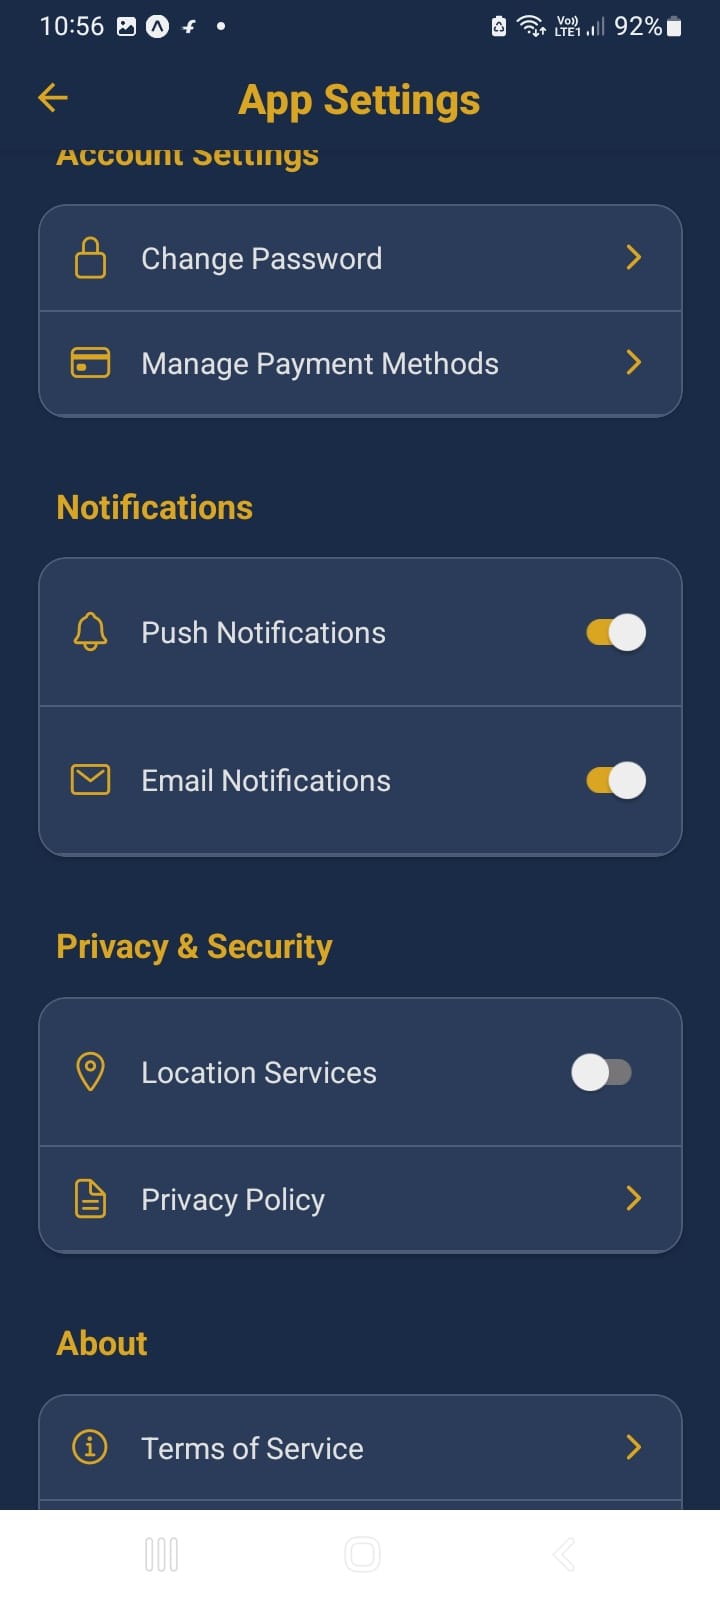 10:56
Vo))
LTE1
92%
App Settings
Account Settings
Change Password
Manage Payment Methods
Notifications
Push Notifications
Email Notifications
Privacy & Security
Location Services
Privacy Policy
About
Terms of Service